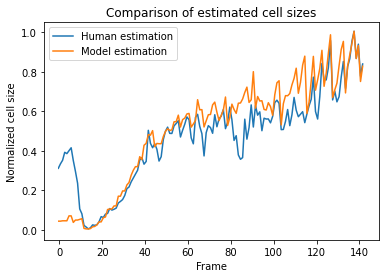 Comparison of estimated cell sizes
Human estimation
Model estimation
Normalized cell size
1.0
0.8
0.6
0.4
0.2
0.0
0 20 40 60 80 100 120 140
Frame